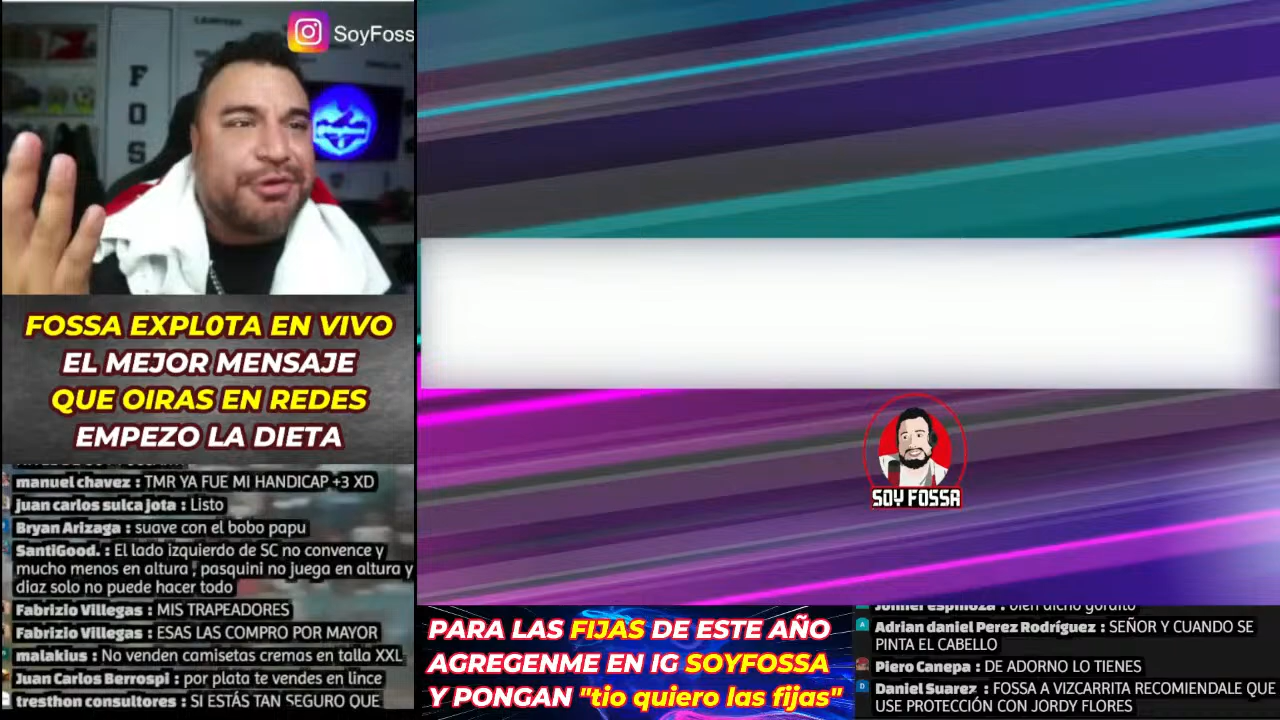 SoyFoss
F
O
S
FOSSA EXPL0TA EN VIVO
EL MEJOR MENSAJE
QUE OIRAS EN REDES
EMPEZO LA DIETA
manuel chavez : TMR YA FUE MI HANDICAP +3 XD
juan carlos sulca jota : Listo
Bryan Arizaga : suave con el bobo papu
SantiGood. : El lado izquierdo de SC no convence y
mucho menos en altura , pasquini no juega en altura y
diaz solo no puede hacer todo
Fabrizio Villegas : MIS TRAPEADORES
Fabrizio Villegas : ESAS LAS COMPRO POR MAYOR
malakius : No venden camisetas cremas en talla XXL
Juan Carlos Berrospi : por plata te vendes en lince
tresthon consultores : SI ESTÁS TAN SEGURO QUE
SOY FOSSA
PARA LAS FIJAS DE ESTE AÑO
AGREGENME EN IG SOYFOSSA
Y PONGAN "tio quiero las fijas"
Jonnel Espinoza : bien dicho gordito
Adrian daniel Perez Rodríguez : SEÑOR Y CUANDO SE
PINTA EL CABELLO
Piero Canepa : DE ADORNO LO TIENES
Daniel Suarez : FOSSA A VIZCARRITA RECOMIENDALE QUE
USE PROTECCIÓN CON JORDY FLORES